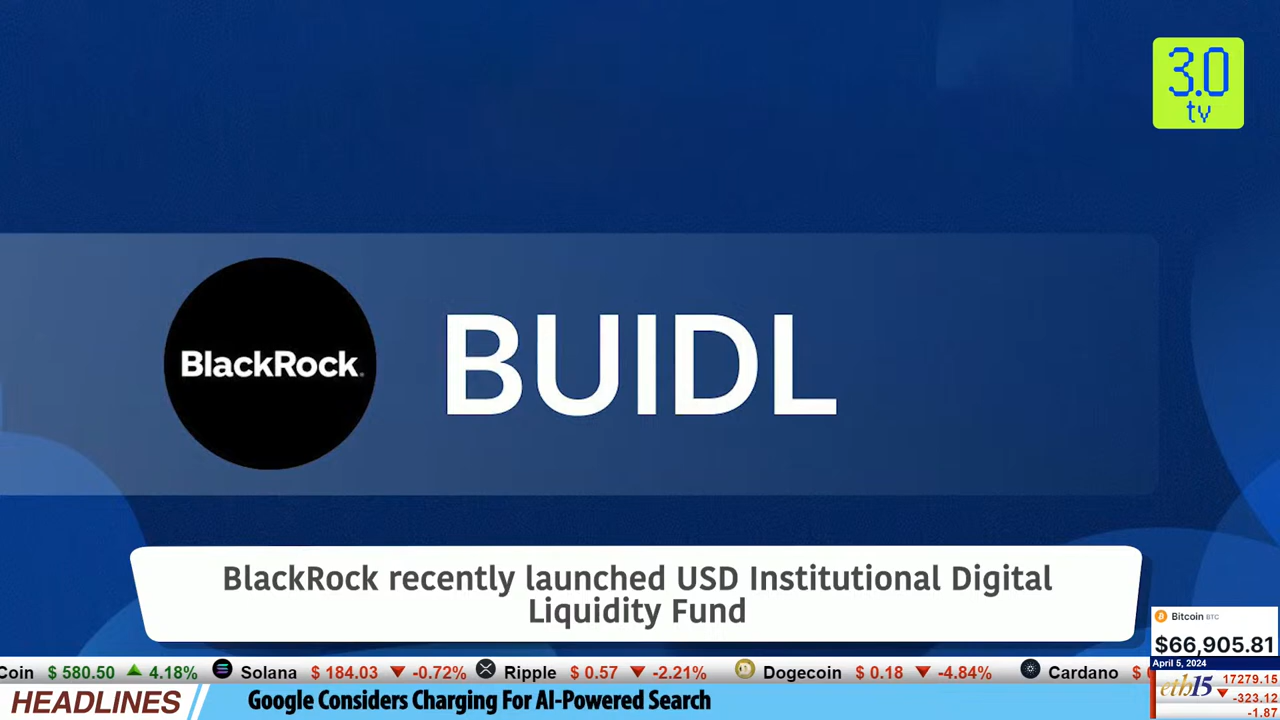 3.0
tv
BlackRock.
BUIDL
BlackRock recently launched USD Institutional Digital
Liquidity Fund
Bitcoin BTC
$66,905.81
April 5, 2024
Coin $ 580.50 4.18% Solana $ 184.03 -0.72% Ripple $ 0.57 -2.21% Dogecoin $ 0.18 -4.84% Cardano $
eth15 17279.15
-323.12
-1.87
HEADLINES Google Considers Charging For AI-Powered Search